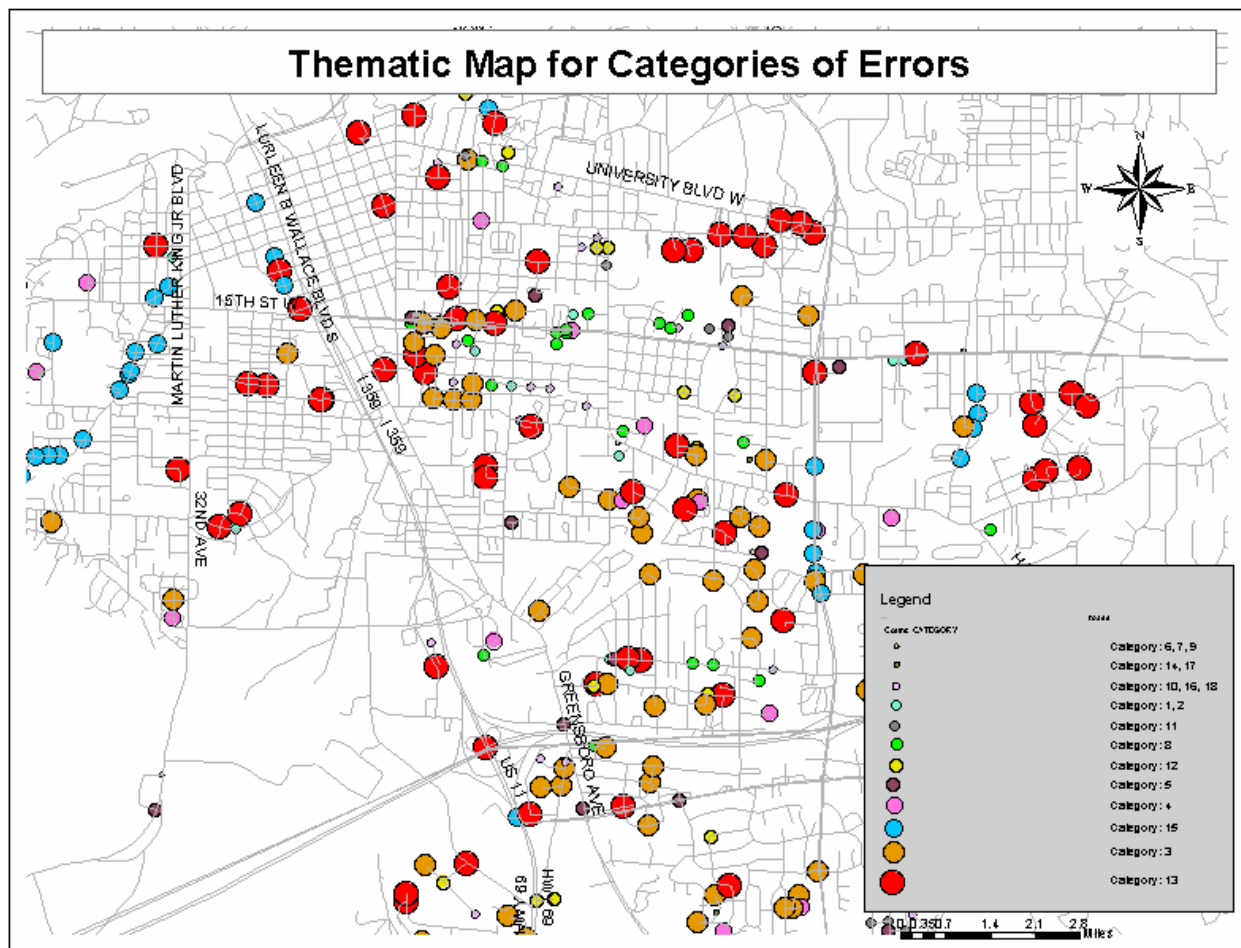 Thematic Map for Categories of Errors
N
W E
S
UNIVERSITY BLVD W
LURLEEN B WALLACE BLVD S
MARTIN LUTHER KING JR BLVD
15TH ST
I 359 I 359
32ND AVE
GREENSBORO AVE
US 11
HWY 69
Legend
Category: 6, 7, 9
Category: 14, 17
Category: 10, 16, 18
Category: 1, 2
Category: 11
Category: 8
Category: 12
Category: 5
Category: 4
Category: 15
Category: 3
Category: 13
1.4 2.1 2.8
Miles